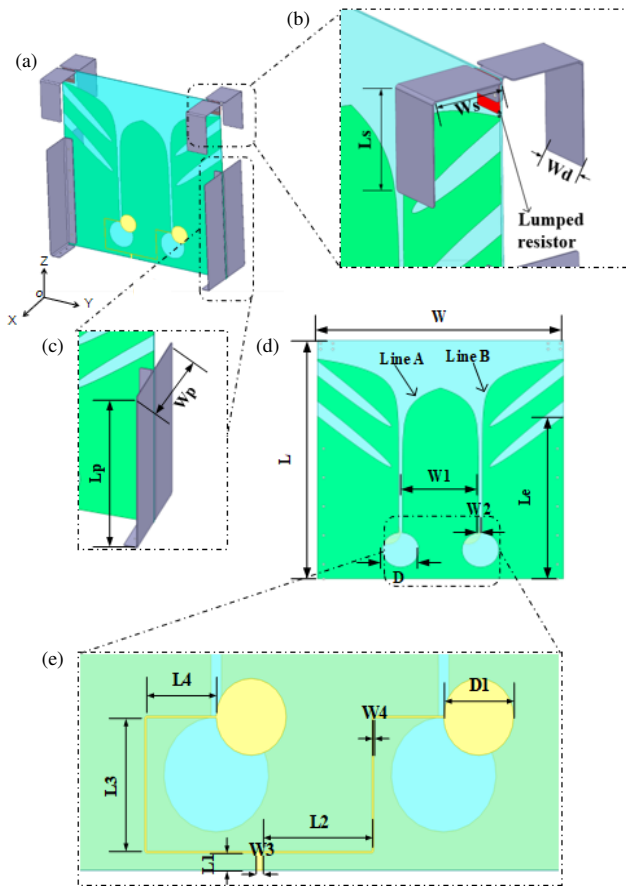 (a)
Z
O
Y
X
(b)
Ws
Ls
Wd
Lumped
resistor
(c)
Wp
Lp
(d)
W
Line A
Line B
L
W1
Le
W2
D
(e)
L4
D1
W4
L3
L2
W3
L1